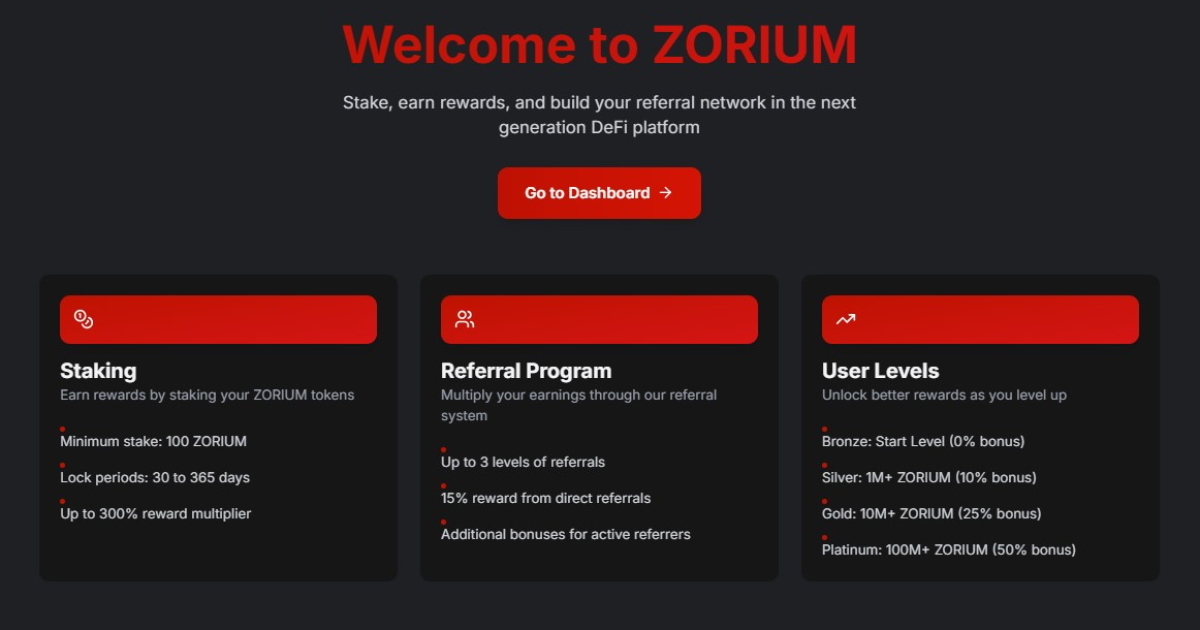 Welcome to ZORIUM
Stake, earn rewards, and build your referral network in the next
generation DeFi platform
Go to Dashboard →
Staking
Earn rewards by staking your ZORIUM tokens
Minimum stake: 100 ZORIUM
Lock periods: 30 to 365 days
Up to 300% reward multiplier
Referral Program
Multiply your earnings through our referral
system
Up to 3 levels of referrals
15% reward from direct referrals
Additional bonuses for active referrers
User Levels
Unlock better rewards as you level up
Bronze: Start Level (0% bonus)
Silver: 1M+ ZORIUM (10% bonus)
Gold: 10M+ ZORIUM (25% bonus)
Platinum: 100M+ ZORIUM (50% bonus)